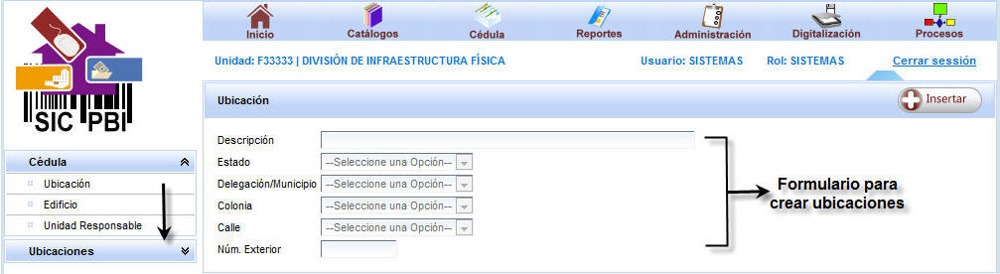 Inicio
Catálogos
Cédula
Reportes
Administración
Digitalización
Procesos
Unidad: F33333 | DIVISIÓN DE INFRAESTRUCTURA FÍSICA
Usuario: SISTEMAS
Rol: SISTEMAS
Cerrar sesión
SIC PBI
Cédula
Ubicación
Edificio
Unidad Responsable
Ubicaciones
Ubicación
Insertar
Descripción
Estado
--Seleccione una Opción--
Delegación/Municipio
--Seleccione una Opción--
Colonia
--Seleccione una Opción--
Calle
--Seleccione una Opción--
Núm. Exterior
Formulario para
crear ubicaciones